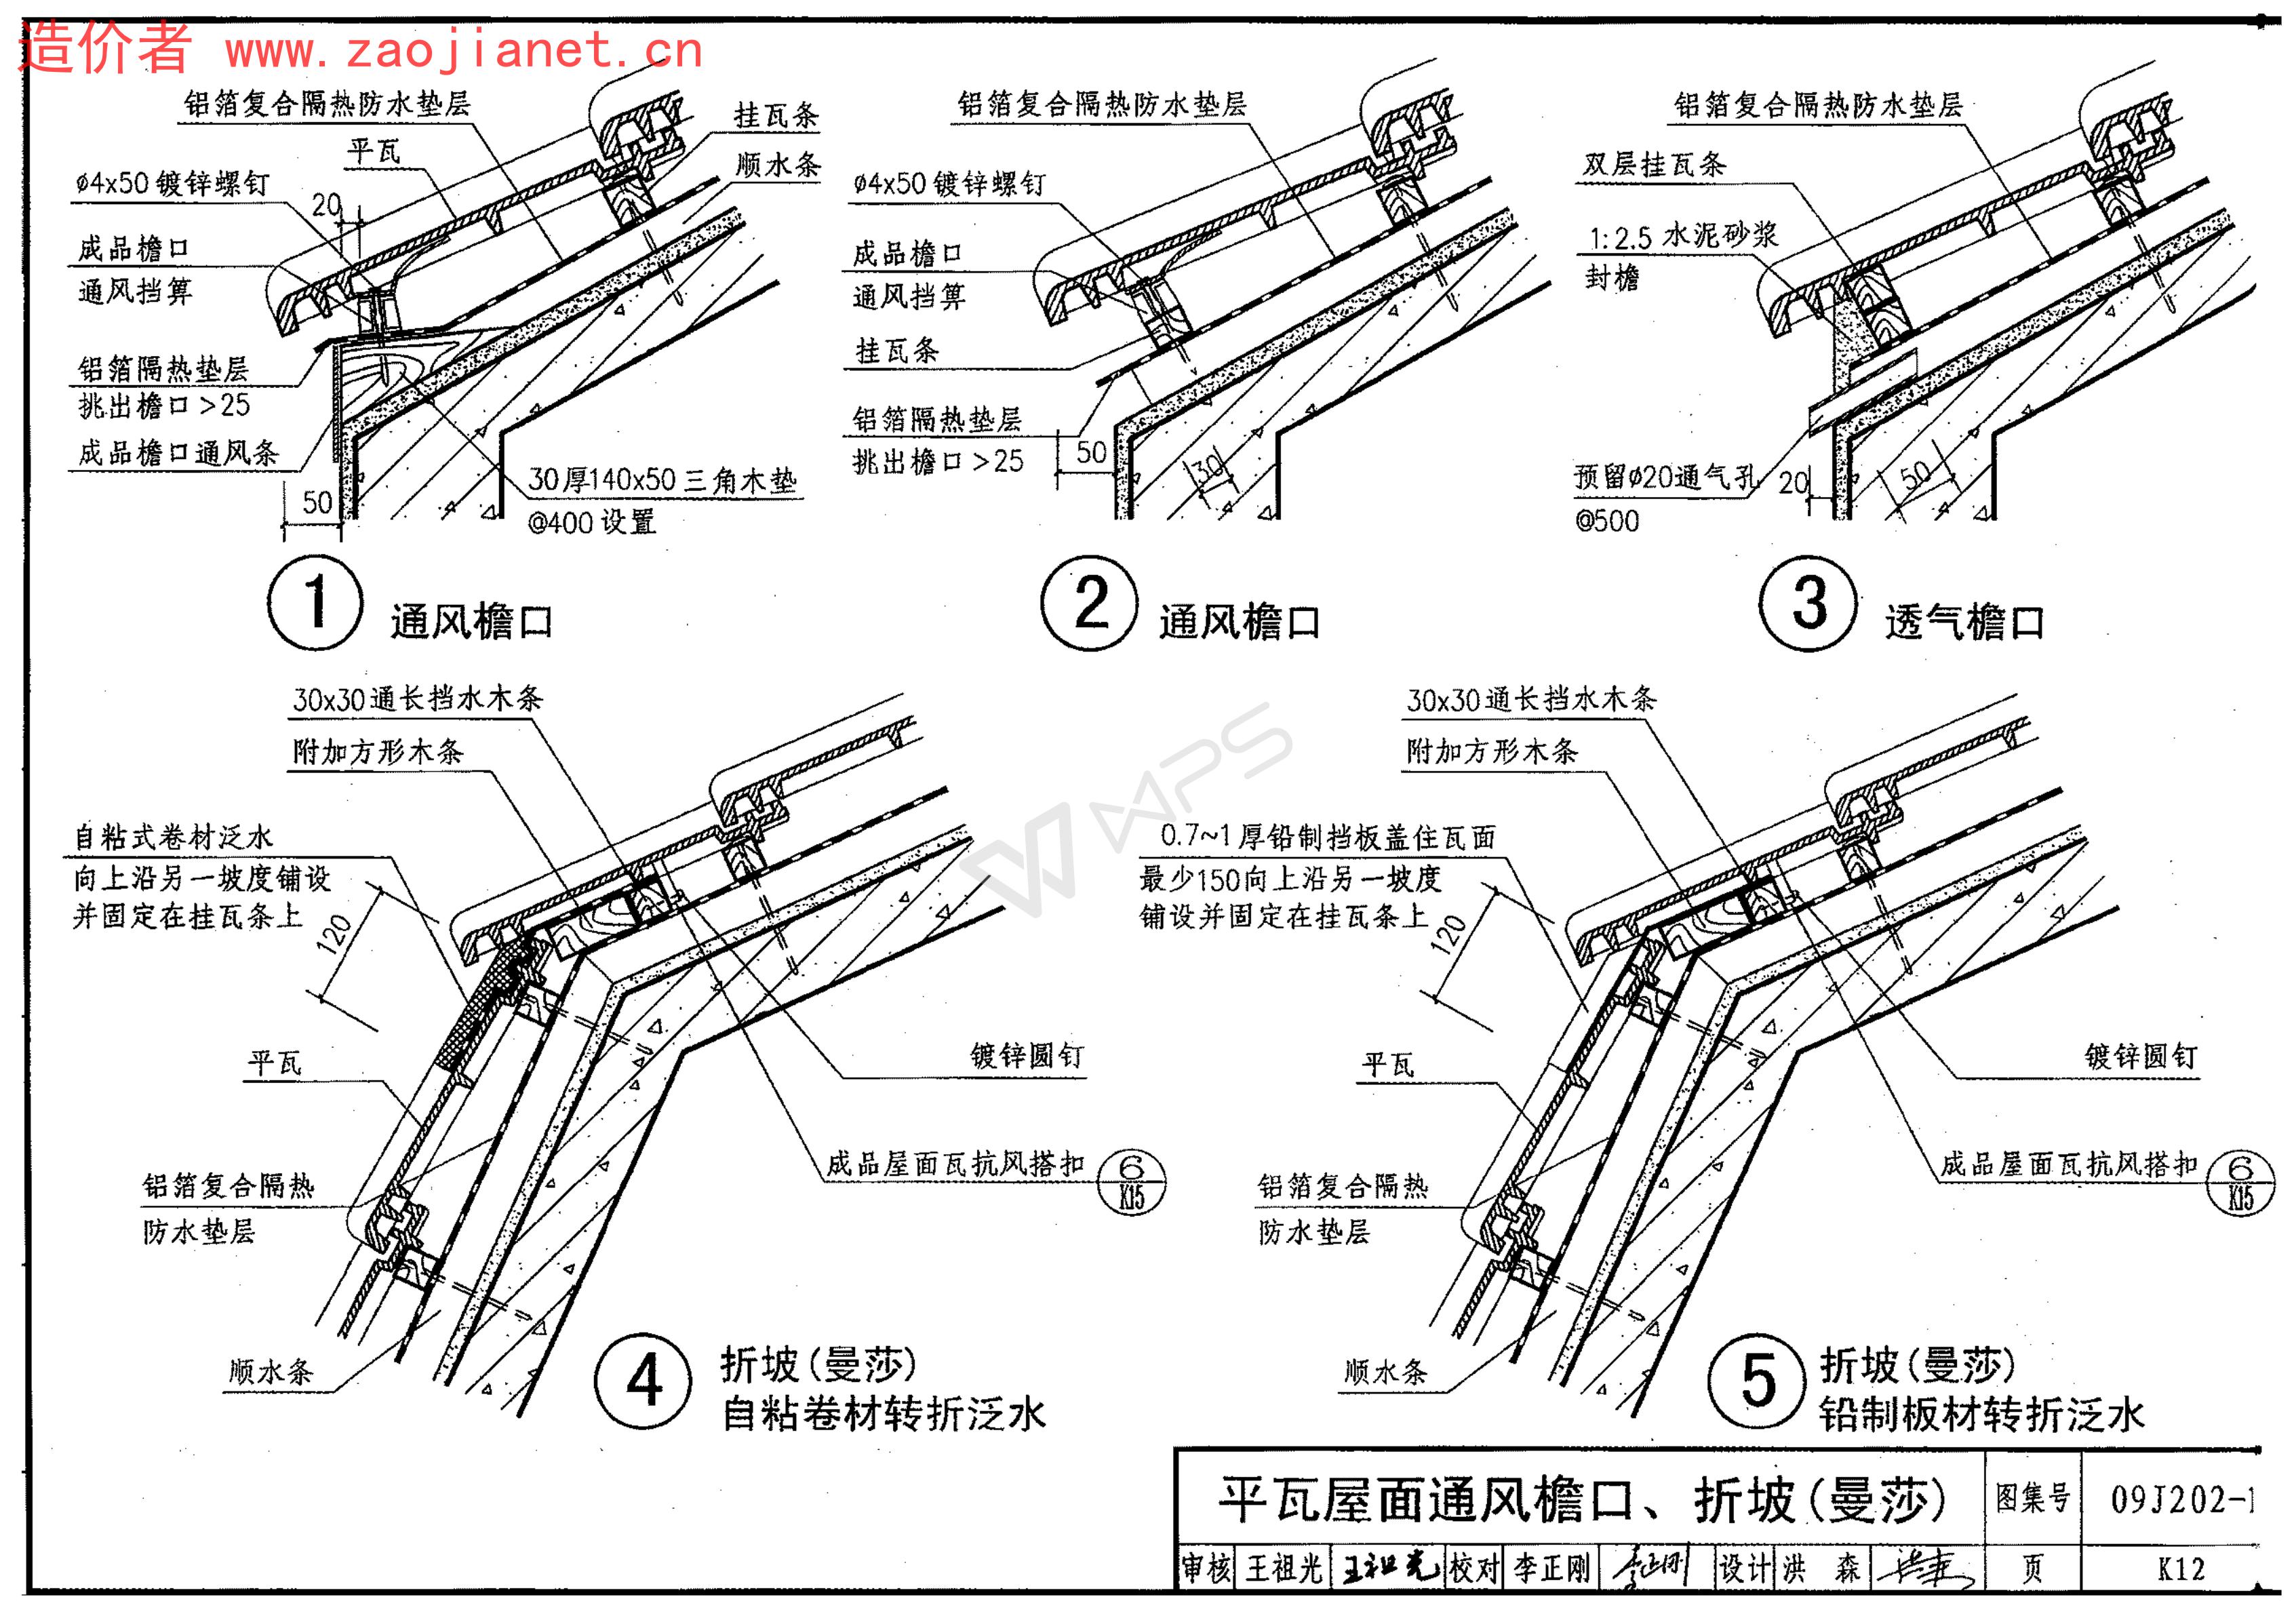 造价者 www.zaojianet.cn
铝箔复合隔热防水垫层
挂瓦条
平瓦
顺水条
ø4x50镀锌螺钉
20
成品檐口
通风挡箅
铝箔隔热垫层
挑出檐口>25
成品檐口通风条
50
30厚140x50三角木垫
@400设置
1 通风檐口
铝箔复合隔热防水垫层
ø4x50镀锌螺钉
成品檐口
通风挡箅
挂瓦条
铝箔隔热垫层
挑出檐口>25
50
30
2 通风檐口
铝箔复合隔热防水垫层
双层挂瓦条
1:2.5水泥砂浆
封檐
预留ø20通气孔
@500
20
50
3 透气檐口
30x30通长挡水木条
附加方形木条
自粘式卷材泛水
向上沿另一坡度铺设
并固定在挂瓦条上
120
平瓦
镀锌圆钉
成品屋面瓦抗风搭扣
6
K15
铝箔复合隔热
防水垫层
顺水条
4 折坡(曼莎)
自粘卷材转折泛水
WPS
30x30通长挡水木条
附加方形木条
0.7~1厚铅制挡板盖住瓦面
最少150向上沿另一坡度
铺设并固定在挂瓦条上
120
平瓦
镀锌圆钉
成品屋面瓦抗风搭扣
6
K15
铝箔复合隔热
防水垫层
顺水条
5 折坡(曼莎)
铅制板材转折泛水
平瓦屋面通风檐口、折坡(曼莎) 图集号 09J202-1
审核 王祖光 王祖光 校对 李正刚 李正刚 设计 洪 森 洪森 页 K12